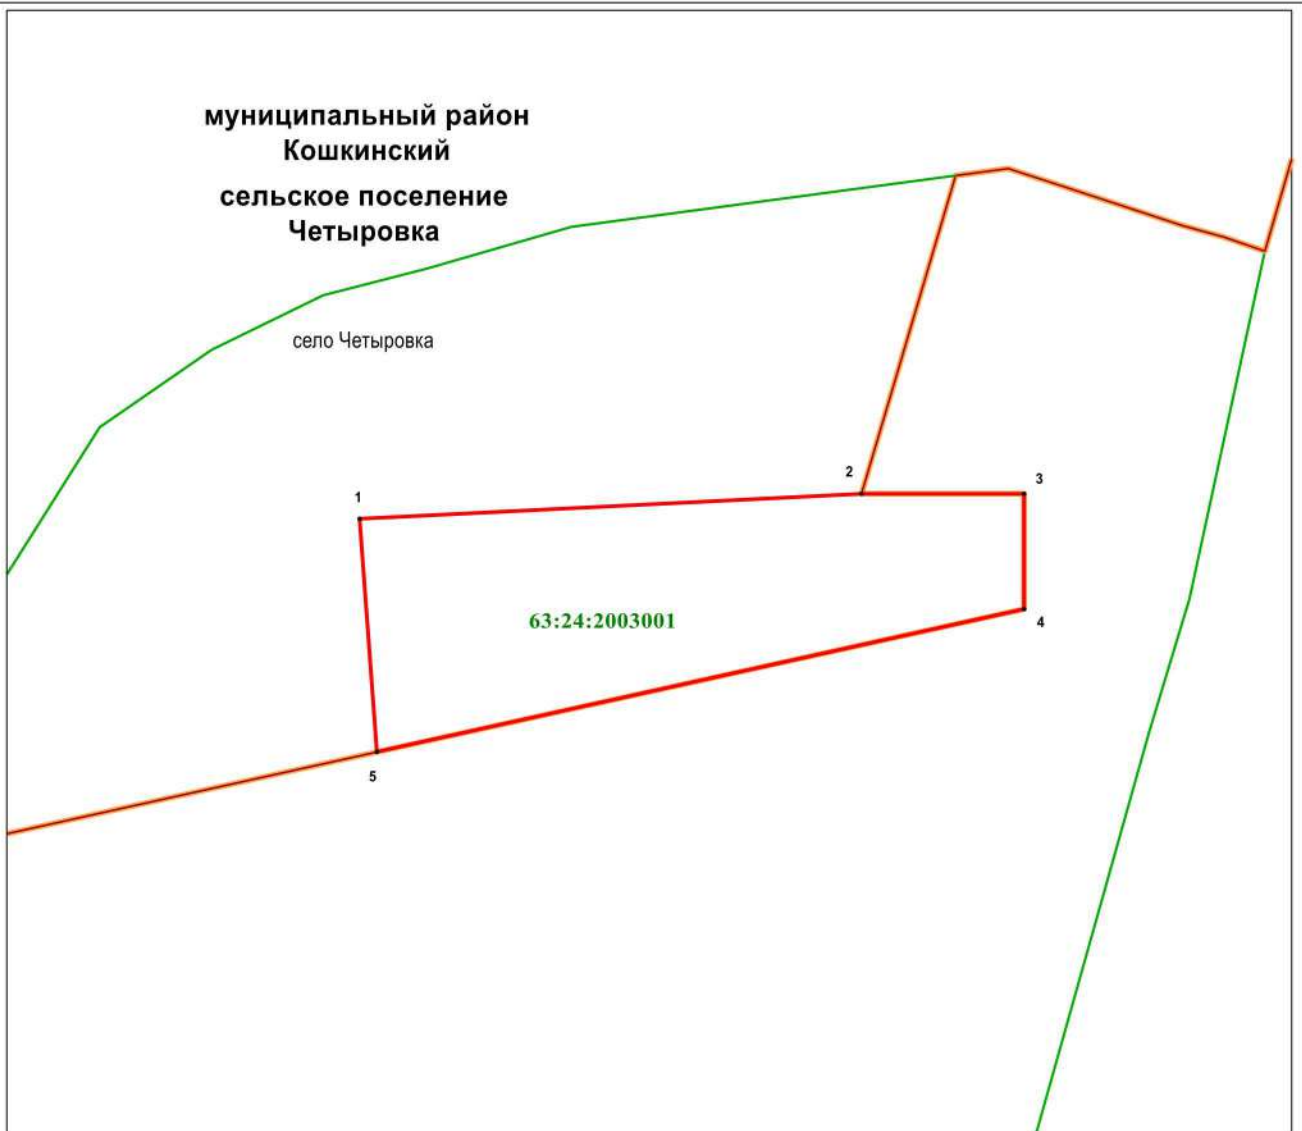 муниципальный район
Кошкинский
сельское поселение
Четыровка
село Четыровка
2
3
1
63:24:2003001
4
5